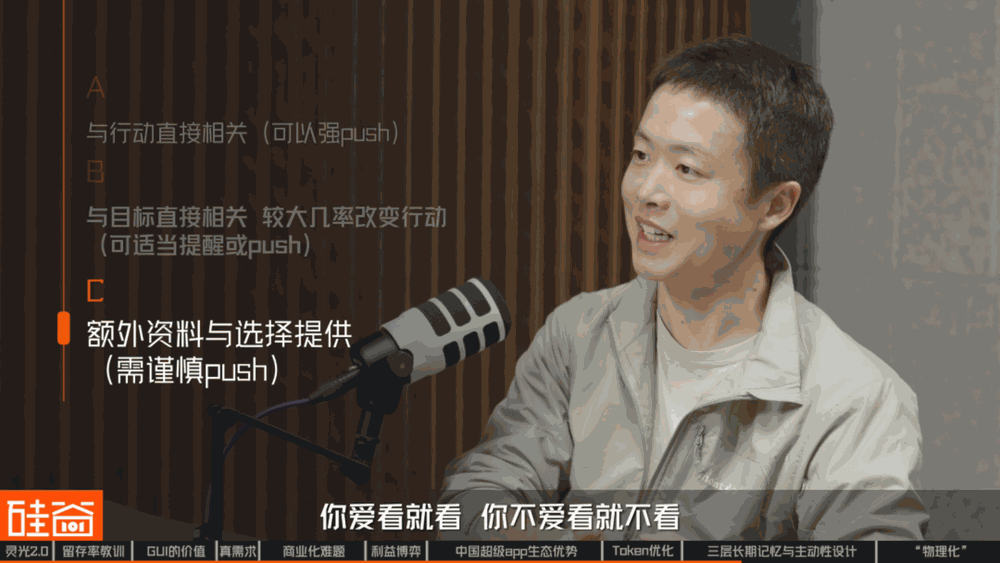 A
与行动直接相关（可以强push）
B
与目标直接相关 较大几率改变行动
（可适当提醒或push）
C
额外资料与选择提供
（需谨慎push）
你爱看就看 你不爱看就不看
硅谷
101
灵光2.0 留存率教训 GUI的价值 真需求 商业化难题 利益博弈 中国超级app生态优势 Token优化 三层长期记忆与主动性设计 “物理化”